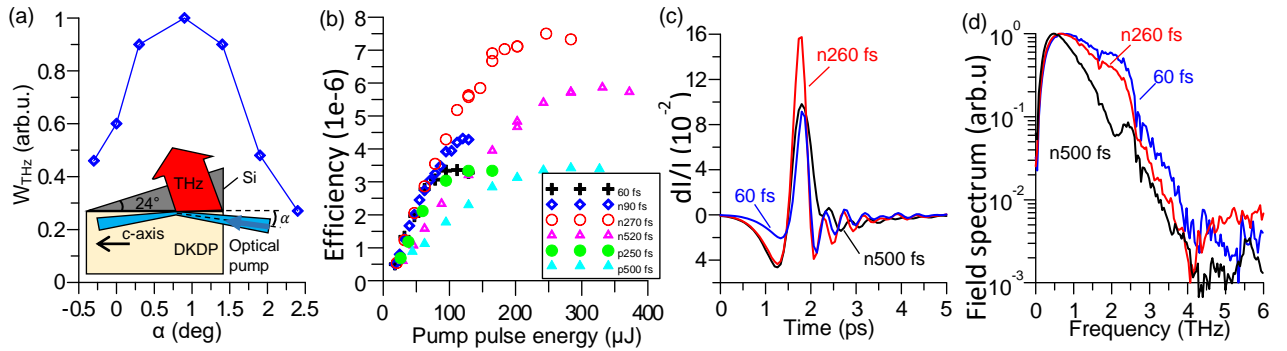 (a)
1
0.8
0.6
0.4
0.2
0
W_THz (arb.u.)
-0.5 0 0.5 1 1.5 2 2.5
α (deg)
THz
Si
24°
α
c-axis
DKDP
Optical
pump
(b)
8
7
6
5
4
3
2
1
0
Efficiency (1e-6)
0 100 200 300 400
Pump pulse energy (μJ)
60 fs
n90 fs
n270 fs
n520 fs
p250 fs
p500 fs
(c)
16
12
8
4
0
4
dI/I (10⁻²)
n260 fs
60 fs
n500 fs
0 1 2 3 4 5
Time (ps)
(d)
10⁰
10⁻¹
10⁻²
10⁻³
Field spectrum (arb.u)
n260 fs
60 fs
n500 fs
0 1 2 3 4 5 6
Frequency (THz)